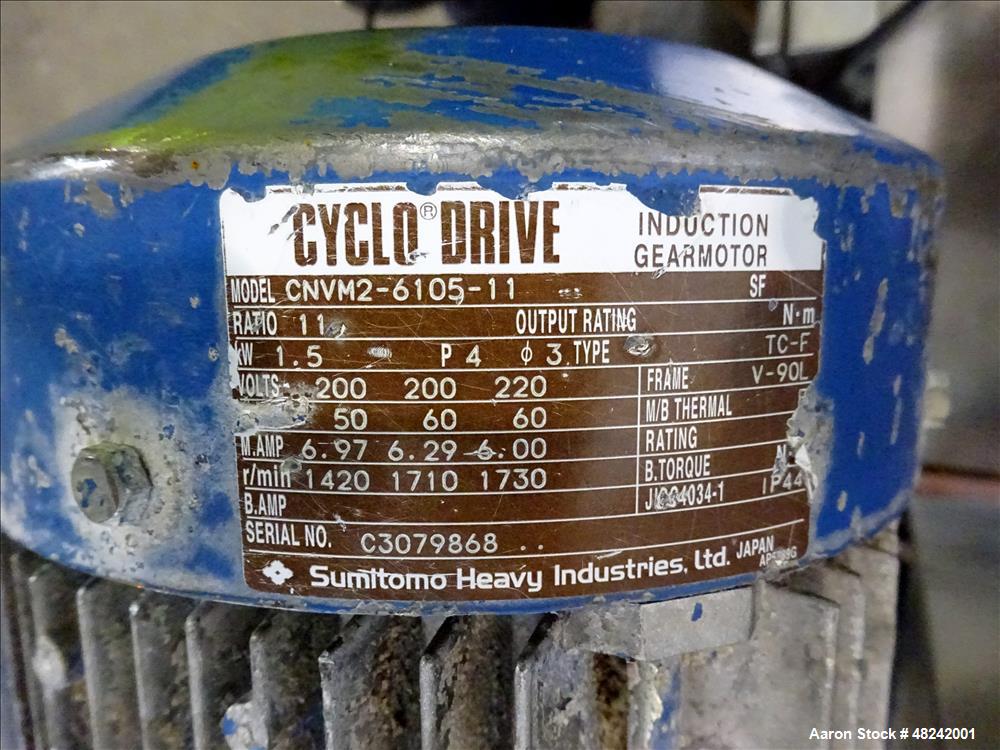 CYCLO® DRIVE INDUCTION
GEARMOTOR
MODEL CNVM2-6105-11 SF
RATIO 11 OUTPUT RATING N·m
kW 1.5 P 4 ϕ 3 TYPE TC-F
VOLTS 200 200 220 FRAME V-90L
50 60 60 M/B THERMAL
M.AMP 6.97 6.29 6.00 RATING
r/min 1420 1710 1730 B.TORQUE
B.AMP 4034-1 IP44
SERIAL NO. C3079868
Sumitomo Heavy Industries, Ltd. JAPAN
Aaron Stock # 48242001